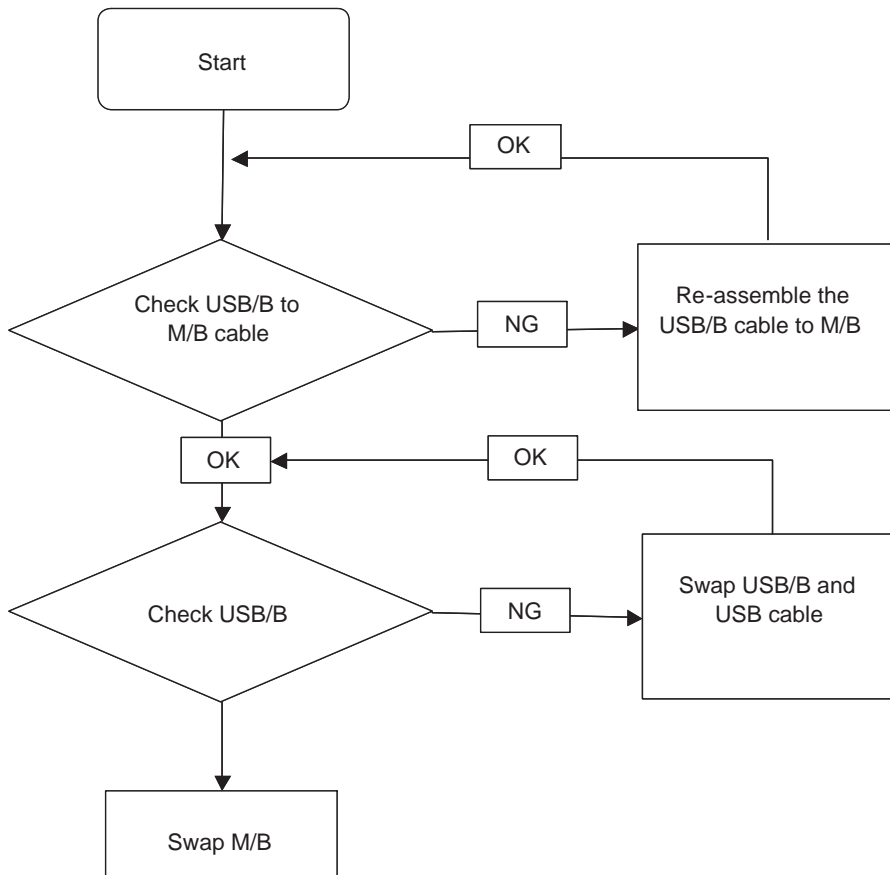 Start
OK
Check USB/B to
M/B cable
NG
Re-assemble the
USB/B cable to M/B
OK
OK
Check USB/B
NG
Swap USB/B and
USB cable
Swap M/B